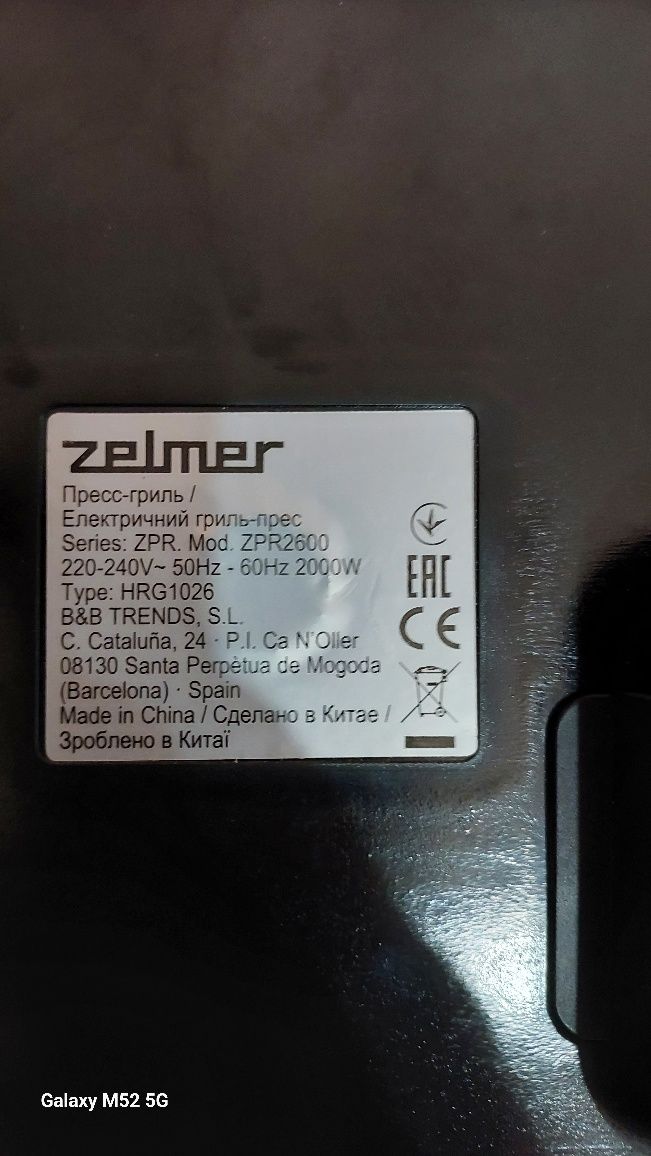 zelmer
Пресс-гриль /
Електричний гриль-прес
Series: ZPR. Mod. ZPR2600
220-240V~ 50Hz - 60Hz 2000W
Type: HRG1026
B&B TRENDS, S.L.
C. Cataluña, 24 · P.I. Ca N'Oller
08130 Santa Perpètua de Mogoda
(Barcelona) · Spain
Made in China / Сделано в Китае /
Зроблено в Китаї
EAC
CE
Galaxy M52 5G